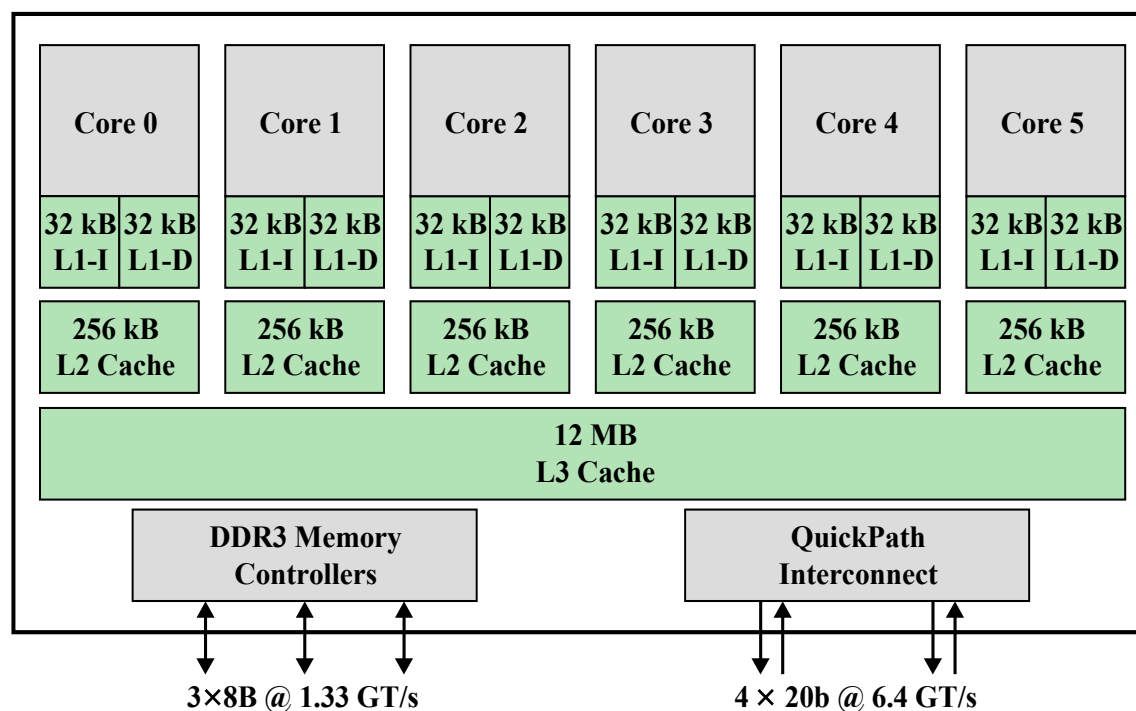 Core 0
Core 1
Core 2
Core 3
Core 4
Core 5
32 kB
L1-I
32 kB
L1-D
32 kB
L1-I
32 kB
L1-D
32 kB
L1-I
32 kB
L1-D
32 kB
L1-I
32 kB
L1-D
32 kB
L1-I
32 kB
L1-D
32 kB
L1-I
32 kB
L1-D
256 kB
L2 Cache
256 kB
L2 Cache
256 kB
L2 Cache
256 kB
L2 Cache
256 kB
L2 Cache
256 kB
L2 Cache
12 MB
L3 Cache
DDR3 Memory
Controllers
QuickPath
Interconnect
3×8B @ 1.33 GT/s
4 × 20b @ 6.4 GT/s